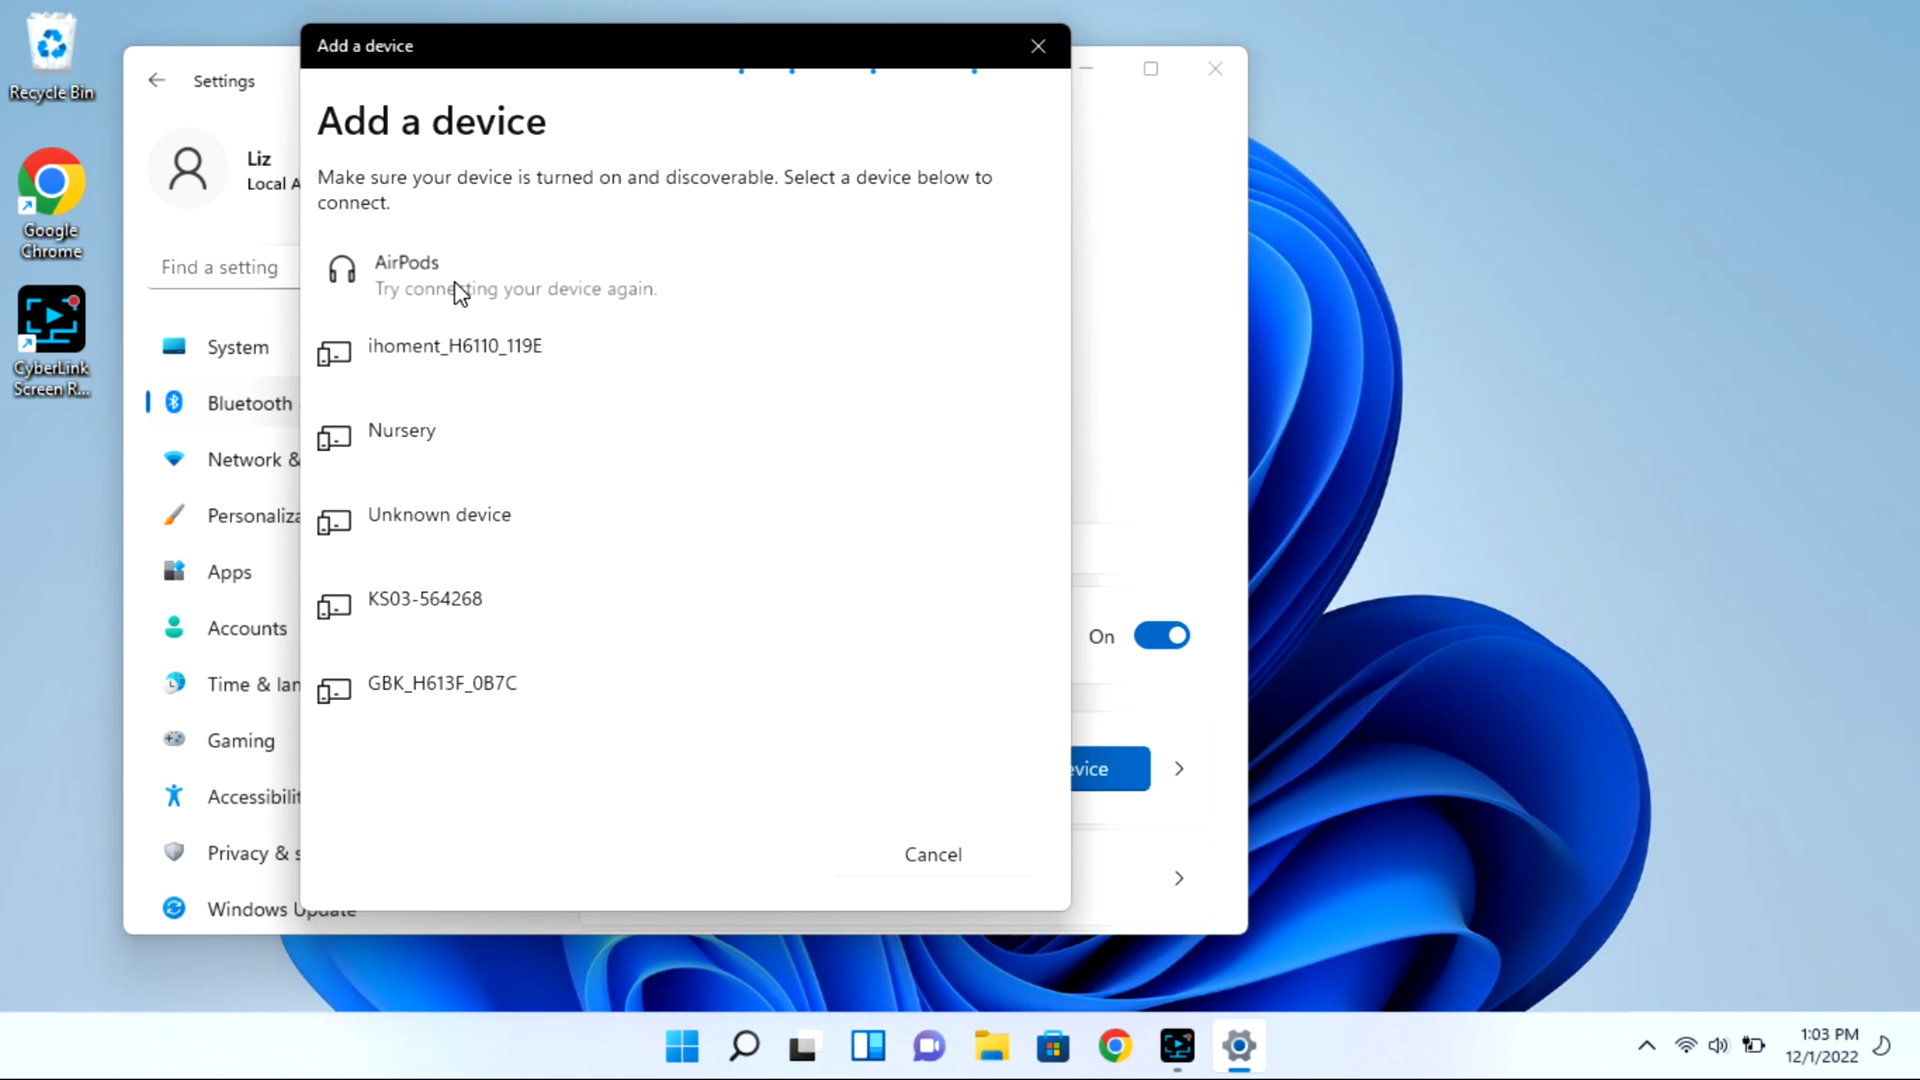 Recycle Bin
Google
Chrome
CyberLink
Screen R...
Settings
Liz
Local A
Find a setting
System
Bluetooth
Network &
Personaliza
Apps
Accounts
Time & lan
Gaming
Accessibilit
Privacy & s
Windows Update
Add a device
Add a device
Make sure your device is turned on and discoverable. Select a device below to
connect.
AirPods
Try connecting your device again.
ihoment_H6110_119E
Nursery
Unknown device
KS03-564268
GBK_H613F_0B7C
Cancel
On
evice
1:03 PM
12/1/2022